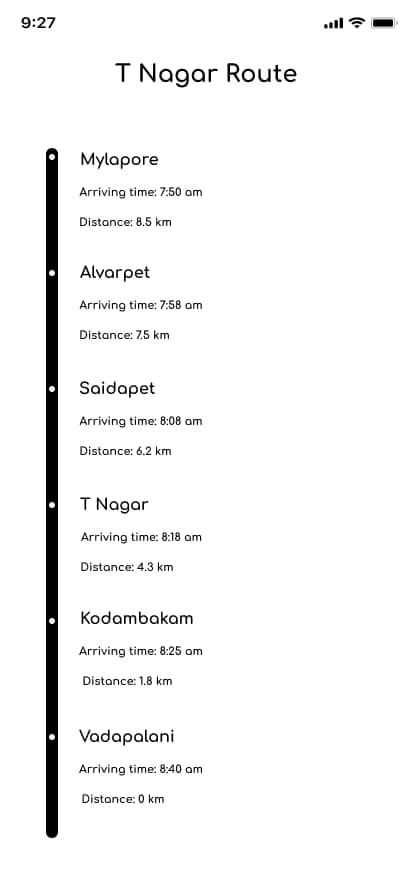 9:27
T Nagar Route
Mylapore
Arriving time: 7:50 am
Distance: 8.5 km
Alvarpet
Arriving time: 7:58 am
Distance: 7.5 km
Saidapet
Arriving time: 8:08 am
Distance: 6.2 km
T Nagar
Arriving time: 8:18 am
Distance: 4.3 km
Kodambakam
Arriving time: 8:25 am
Distance: 1.8 km
Vadapalani
Arriving time: 8:40 am
Distance: 0 km